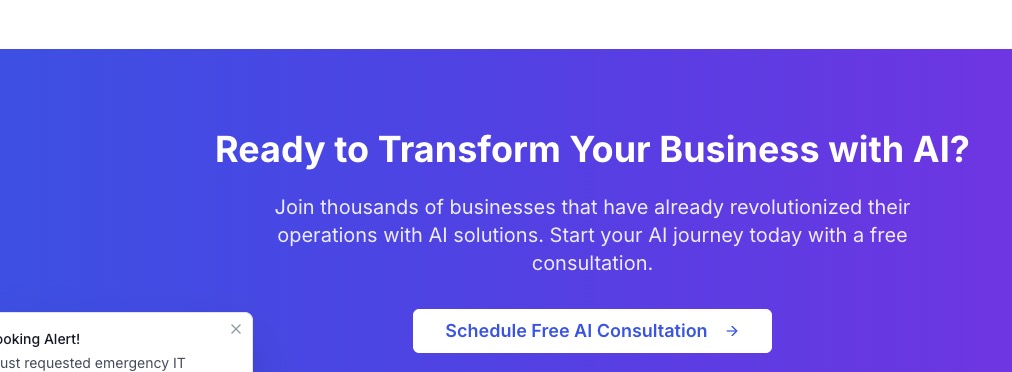 Ready to Transform Your Business with AI?
Join thousands of businesses that have already revolutionized their
operations with AI solutions. Start your AI journey today with a free
consultation.
Schedule Free AI Consultation
ooking Alert!
ust requested emergency IT